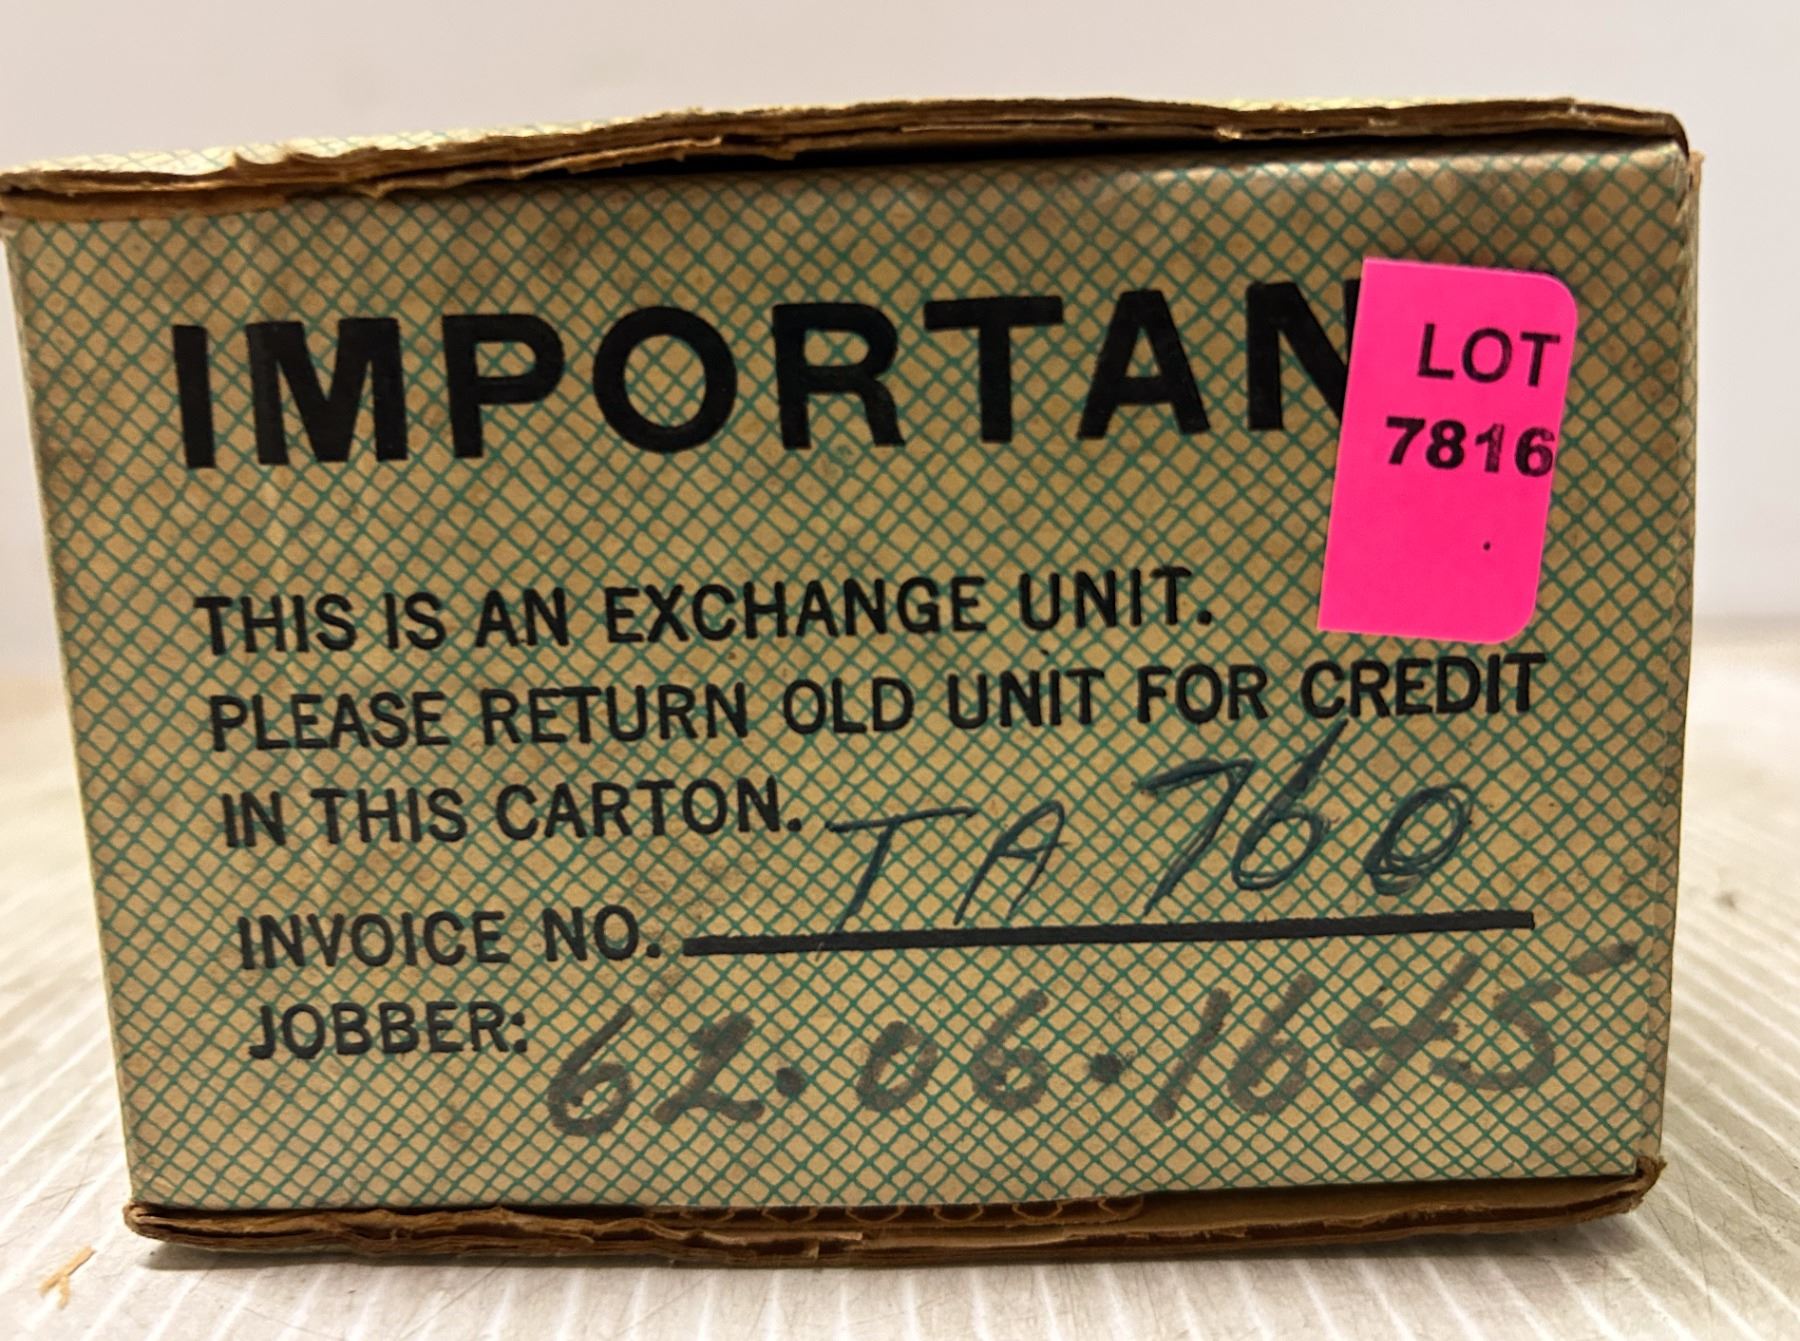 IMPORTAN
LOT
7816
THIS IS AN EXCHANGE UNIT.
PLEASE RETURN OLD UNIT FOR CREDIT
IN THIS CARTON.
INVOICE NO. TA 760
JOBBER: 62.06.1645